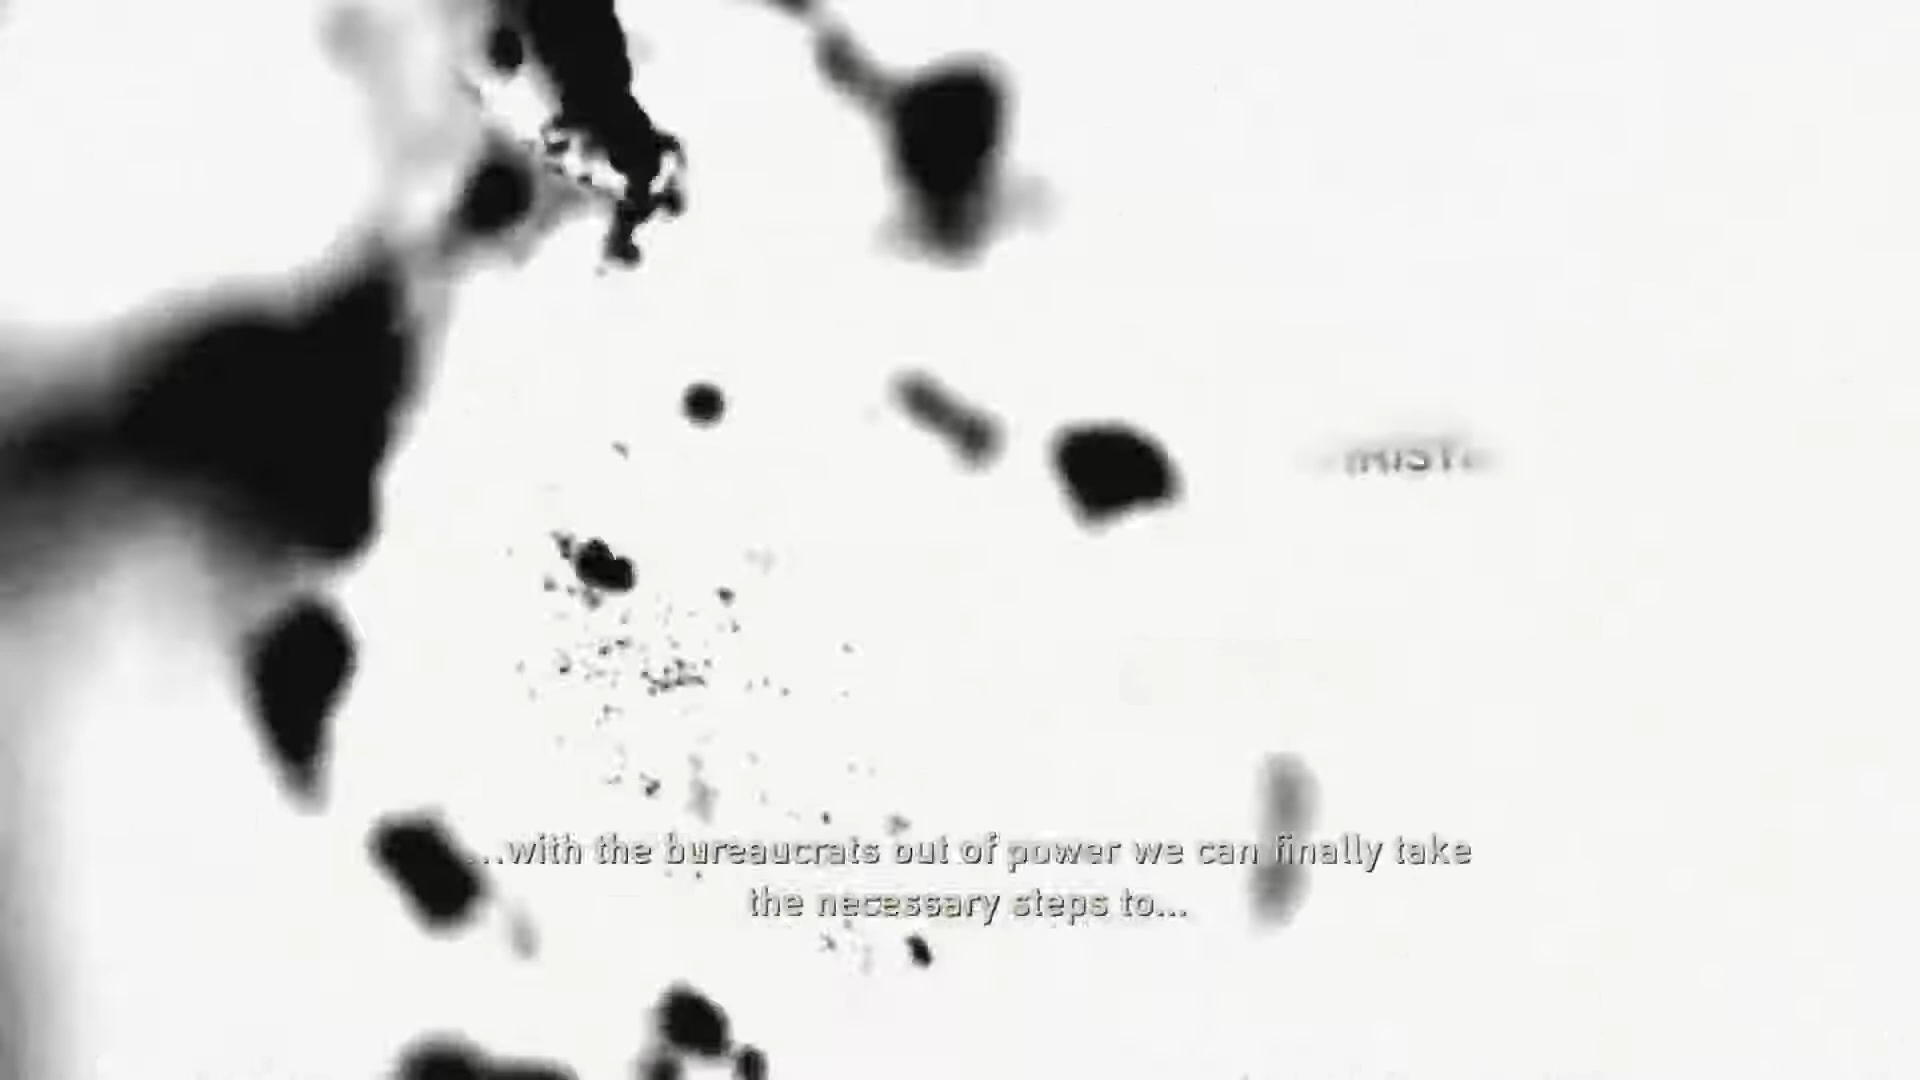 ...with the bureaucrats out of power we can finally take
the necessary steps to...